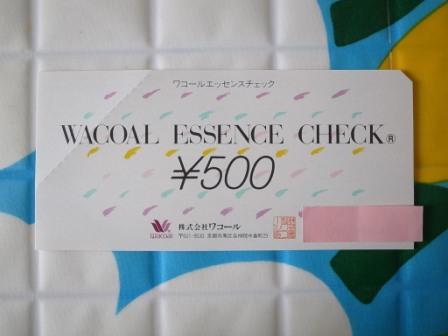 ワコールエッセンスチェック
WACOAL ESSENCE CHECK®
¥500
wacoal
株式会社ワコール